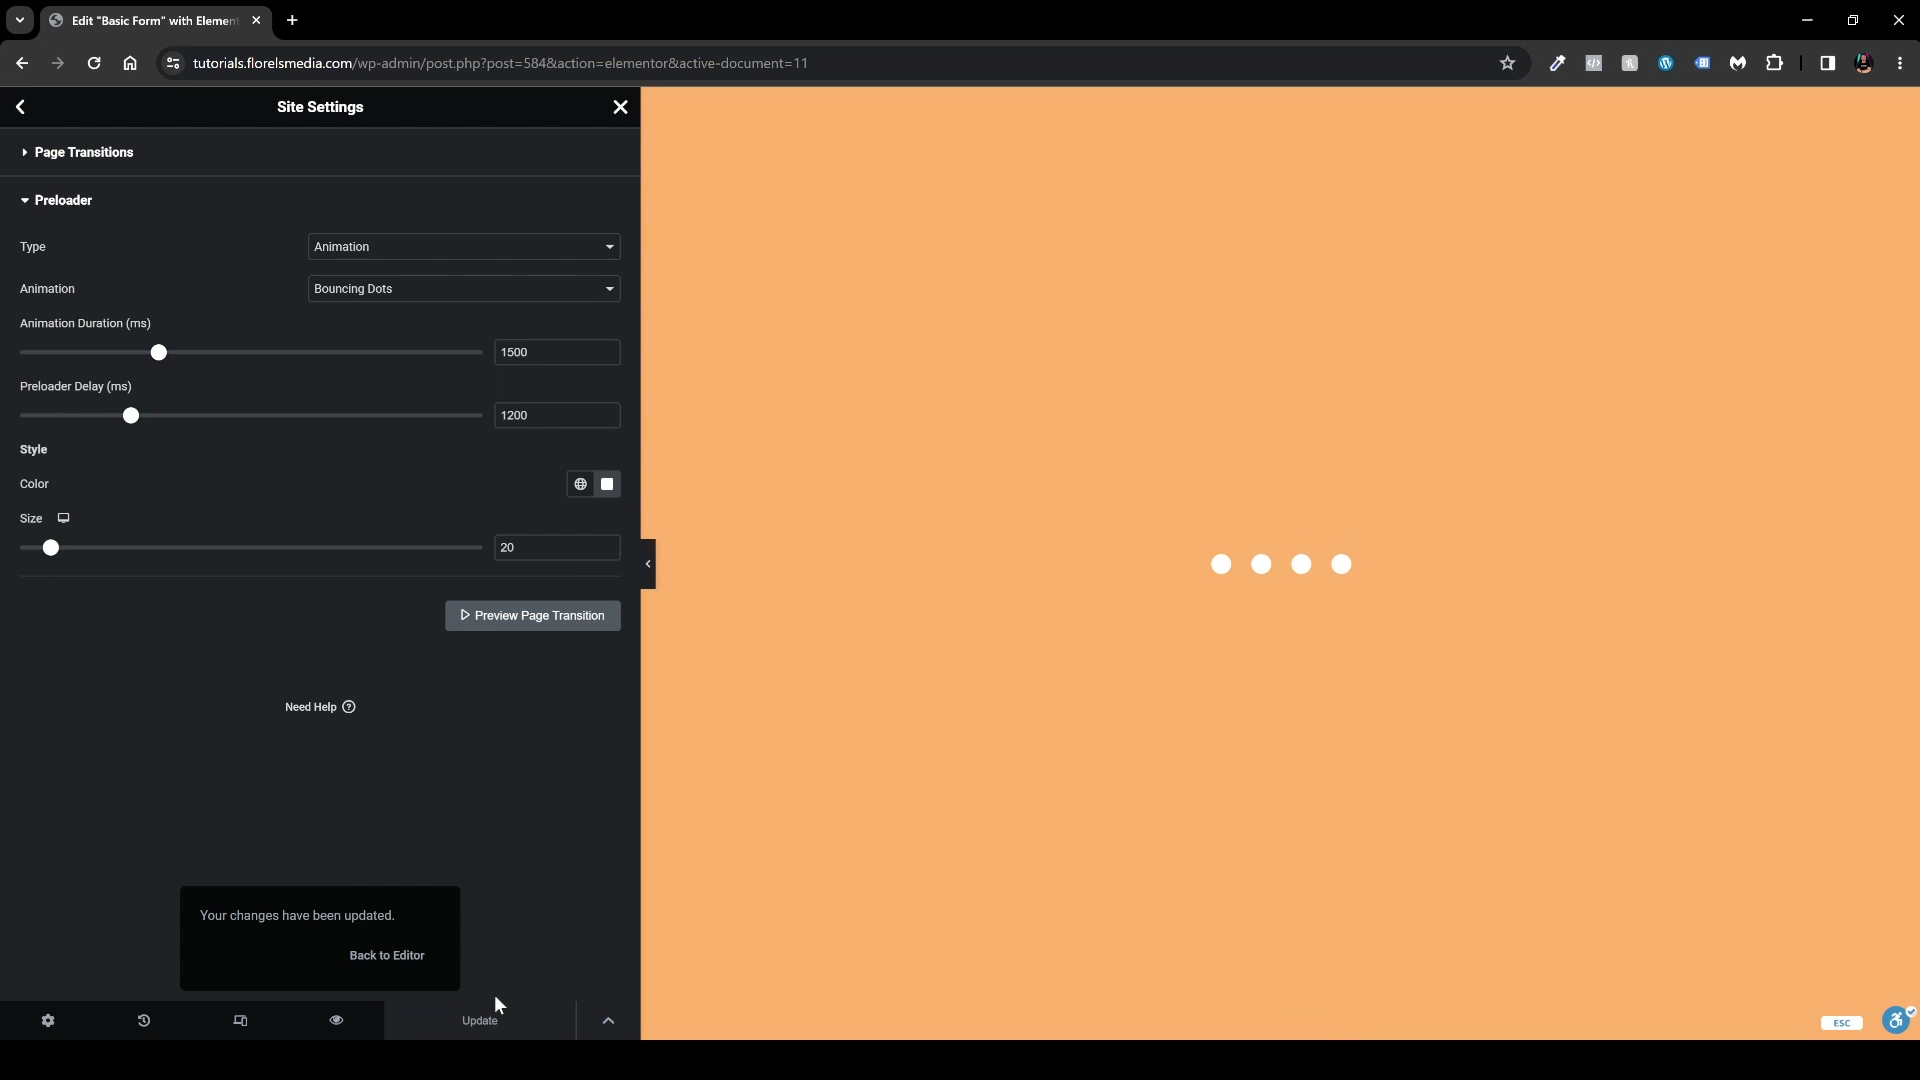 Edit "Basic Form" with Elemen
tutorials.florelsmedia.com/wp-admin/post.php?post=584&action=elementor&active-document=11
Site Settings
Page Transitions
Preloader
Type
Animation
Animation
Bouncing Dots
Animation Duration (ms)
1500
Preloader Delay (ms)
1200
Style
Color
Size
20
Preview Page Transition
Need Help
Your changes have been updated.
Back to Editor
Update
ESC